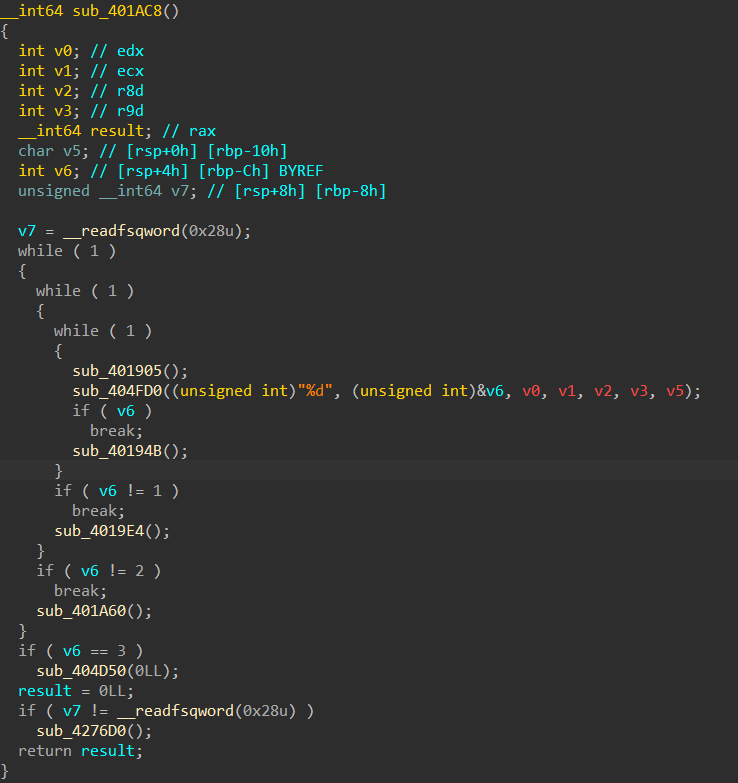 __int64 sub_401AC8()
{
  int v0; // edx
  int v1; // ecx
  int v2; // r8d
  int v3; // r9d
  __int64 result; // rax
  char v5; // [rsp+0h] [rbp-10h]
  int v6; // [rsp+4h] [rbp-Ch] BYREF
  unsigned __int64 v7; // [rsp+8h] [rbp-8h]

  v7 = __readfsqword(0x28u);
  while ( 1 )
  {
    while ( 1 )
    {
      while ( 1 )
      {
        sub_401905();
        sub_404FD0((unsigned int)"%d", (unsigned int)&v6, v0, v1, v2, v3, v5);
        if ( v6 )
          break;
        sub_40194B();
      }
      if ( v6 != 1 )
        break;
      sub_4019E4();
    }
    if ( v6 != 2 )
      break;
    sub_401A60();
  }
  if ( v6 == 3 )
    sub_404D50(0LL);
  result = 0LL;
  if ( v7 != __readfsqword(0x28u) )
    sub_4276D0();
  return result;
}